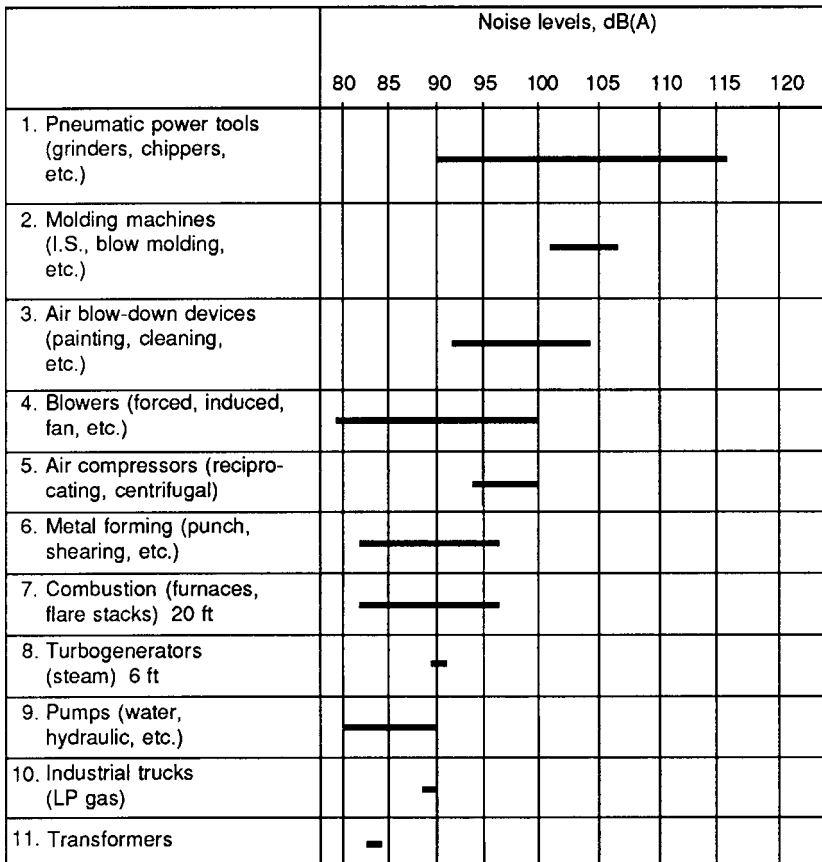 Noise levels, dB(A)
80 85 90 95 100 105 110 115 120
1. Pneumatic power tools
(grinders, chippers,
etc.)
2. Molding machines
(I.S., blow molding,
etc.)
3. Air blow-down devices
(painting, cleaning,
etc.)
4. Blowers (forced, induced,
fan, etc.)
5. Air compressors (recipro-
cating, centrifugal)
6. Metal forming (punch,
shearing, etc.)
7. Combustion (furnaces,
flare stacks) 20 ft
8. Turbogenerators
(steam) 6 ft
9. Pumps (water,
hydraulic, etc.)
10. Industrial trucks
(LP gas)
11. Transformers